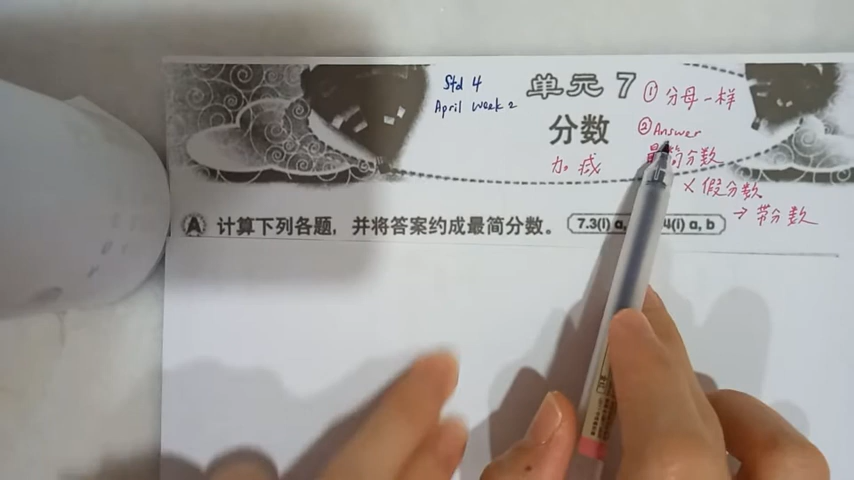 Std 4
April week 2
单元 7
分数
加 减
① 分母一样
② Answer
最简分数
× 假分数
→ 带分数
A 计算下列各题，并将答案约成最简分数。
7.3(i) a, 4(i) a, b